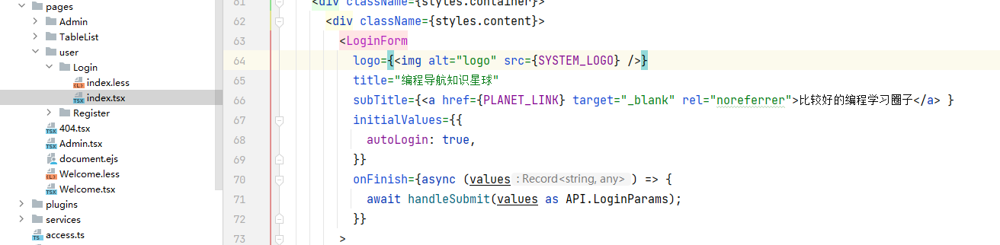 pages
Admin
TableList
user
Login
index.less
index.tsx
Register
404.tsx
Admin.tsx
document.ejs
Welcome.less
Welcome.tsx
plugins
services
access.ts
61 <div className={styles.container}>
62 <div className={styles.content}>
63 <LoginForm
64 logo={<img alt="logo" src={SYSTEM_LOGO} />}
65 title="编程导航知识星球"
66 subTitle={<a href={PLANET_LINK} target="_blank" rel="noreferrer">比较好的编程学习圈子</a> }
67 initialValues={{
68 autoLogin: true,
69 }}
70 onFinish={async (values : Record<string, any> ) => {
71 await handleSubmit(values as API.LoginParams);
72 }}
73 >